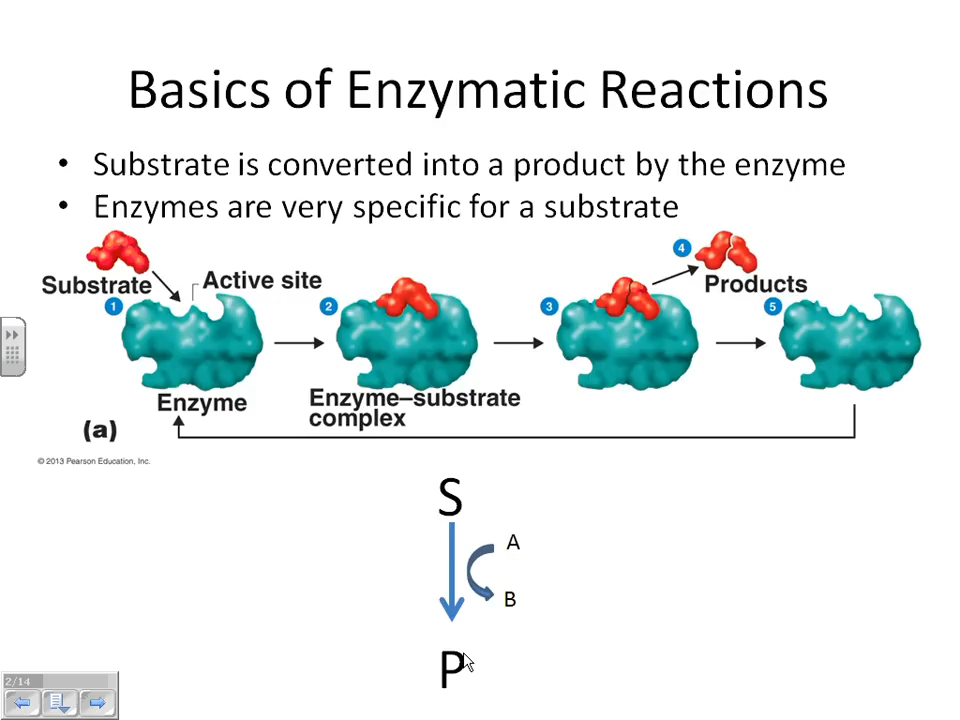 Basics of Enzymatic Reactions
• Substrate is converted into a product by the enzyme
• Enzymes are very specific for a substrate
4
Substrate
Active site
Products
1
2
3
5
Enzyme
Enzyme–substrate
complex
(a)
© 2013 Pearson Education, Inc.
S
A
B
P
2/14